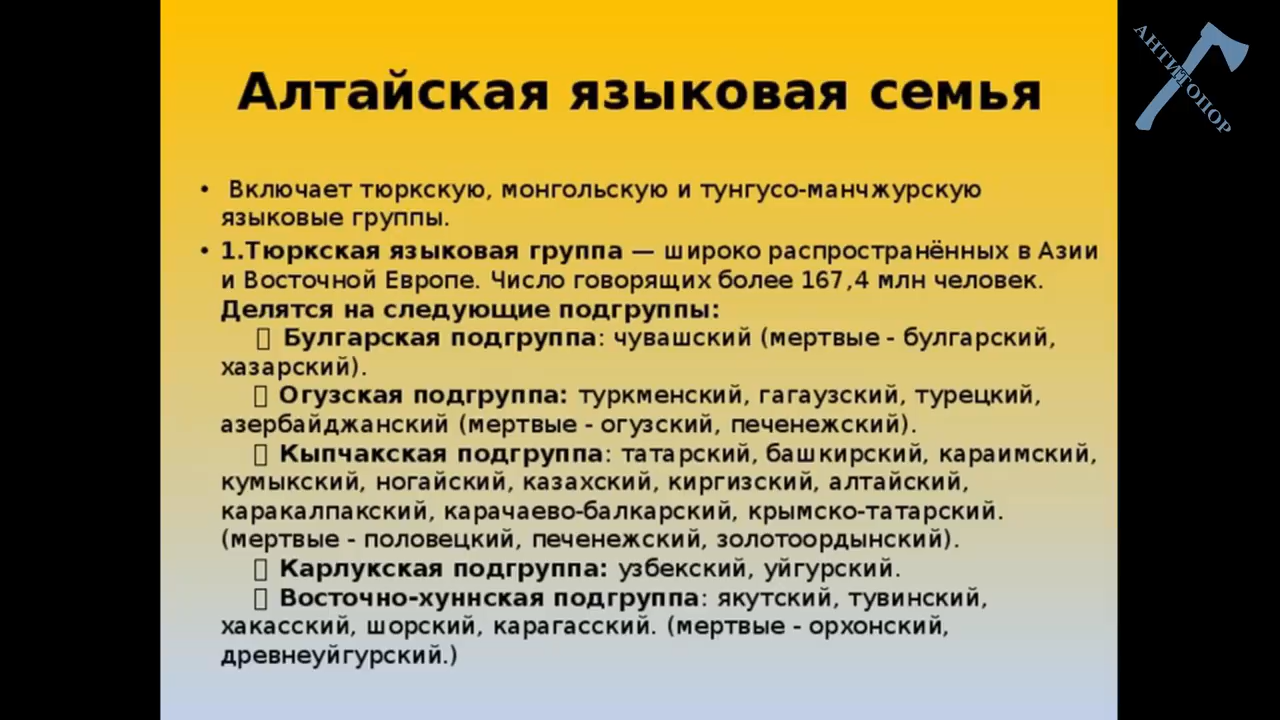 Алтайская языковая семья
• Включает тюркскую, монгольскую и тунгусо-манчжурскую
языковые группы.
• 1.Тюркская языковая группа — широко распространённых в Азии
и Восточной Европе. Число говорящих более 167,4 млн человек.
Делятся на следующие подгруппы:
Булгарская подгруппа: чувашский (мертвые - булгарский,
хазарский).
Огузская подгруппа: туркменский, гагаузский, турецкий,
азербайджанский (мертвые - огузский, печенежский).
Кыпчакская подгруппа: татарский, башкирский, караимский,
кумыкский, ногайский, казахский, киргизский, алтайский,
каракалпакский, карачаево-балкарский, крымско-татарский.
(мертвые - половецкий, печенежский, золотоордынский).
Карлукская подгруппа: узбекский, уйгурский.
Восточно-хуннская подгруппа: якутский, тувинский,
хакасский, шорский, карагасский. (мертвые - орхонский,
древнеуйгурский.)
АНТИТОПОР